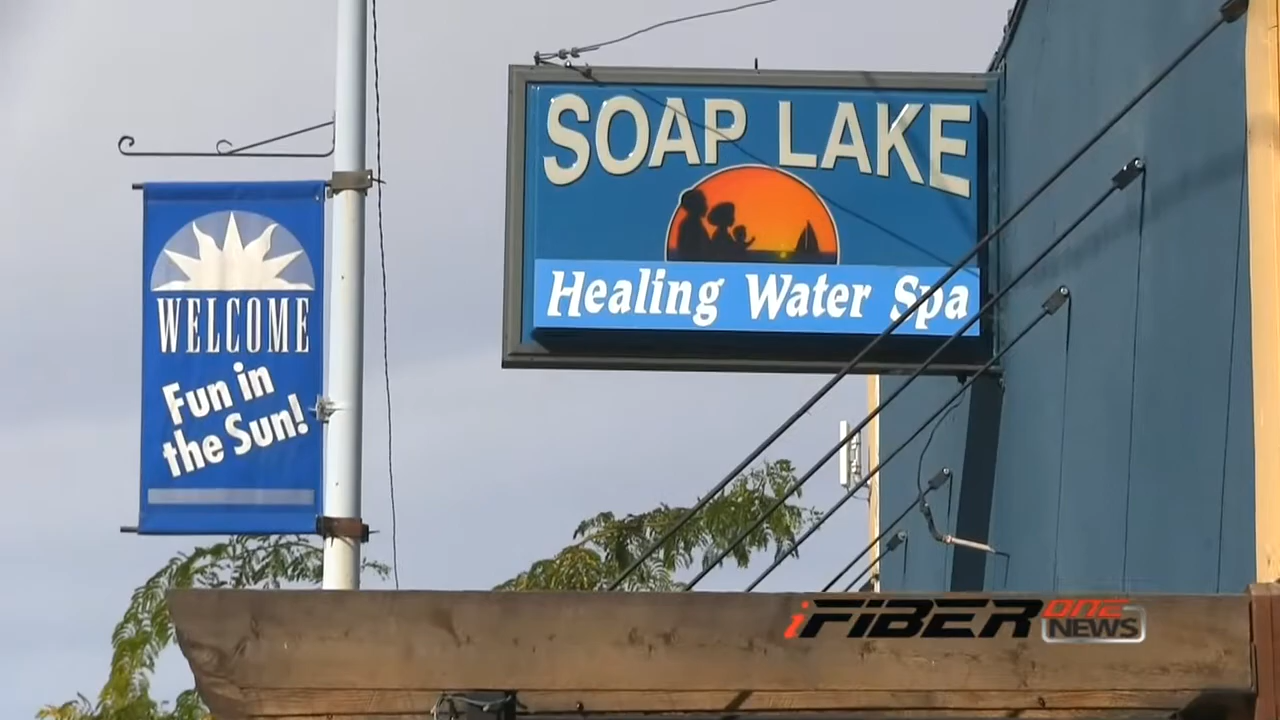 SOAP LAKE
Healing Water Spa
WELCOME
Fun in
the Sun!
iFIBER ONE
NEWS